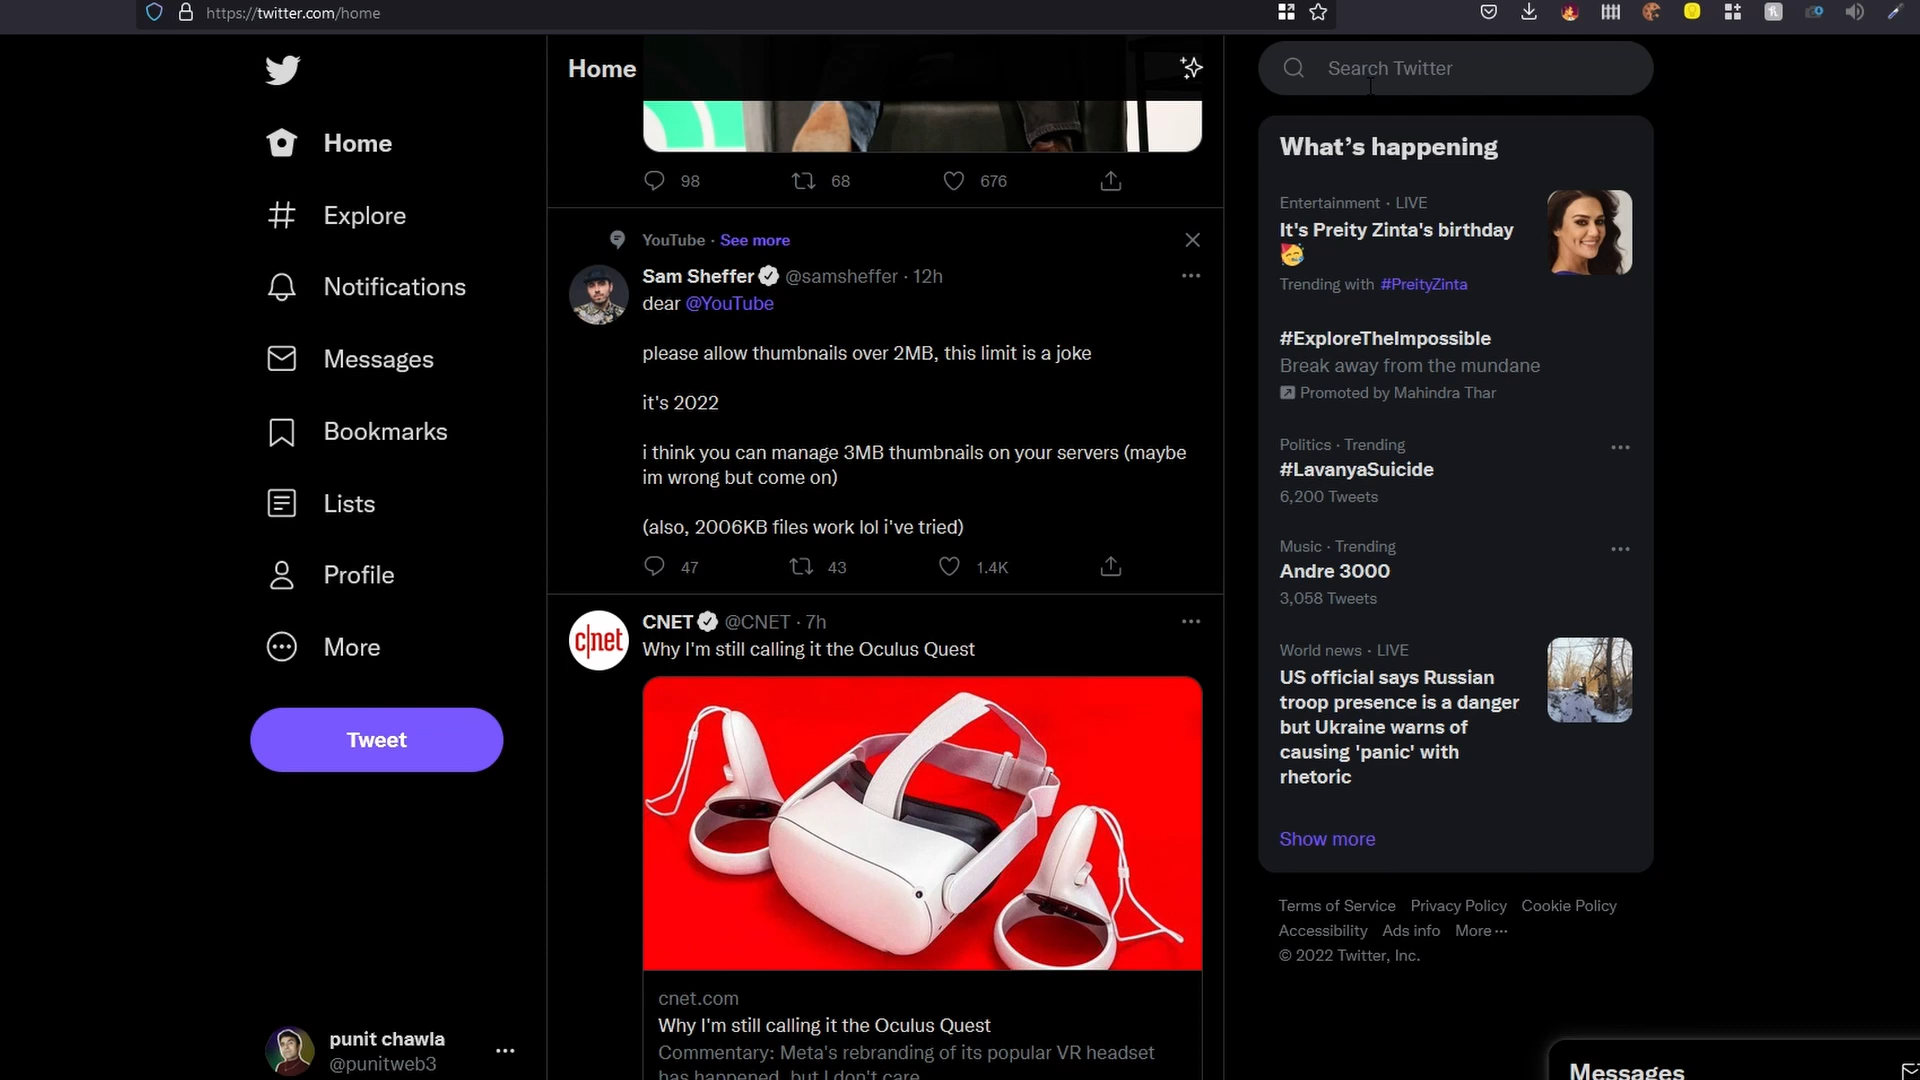 https://twitter.com/home
Home
Explore
Notifications
Messages
Bookmarks
Lists
Profile
More
Tweet
punit chawla
@punitweb3
Home
98 68 676
YouTube · See more
Sam Sheffer @samsheffer · 12h
dear @YouTube
please allow thumbnails over 2MB, this limit is a joke
it's 2022
i think you can manage 3MB thumbnails on your servers (maybe
im wrong but come on)
(also, 2006KB files work lol i've tried)
47 43 1.4K
c|net
CNET @CNET · 7h
Why I'm still calling it the Oculus Quest
cnet.com
Why I'm still calling it the Oculus Quest
Commentary: Meta's rebranding of its popular VR headset
has happened, but I don't care.
Search Twitter
What's happening
Entertainment · LIVE
It's Preity Zinta's birthday
🥳
Trending with #PreityZinta
#ExploreTheImpossible
Break away from the mundane
Promoted by Mahindra Thar
Politics · Trending
#LavanyaSuicide
6,200 Tweets
Music · Trending
Andre 3000
3,058 Tweets
World news · LIVE
US official says Russian
troop presence is a danger
but Ukraine warns of
causing 'panic' with
rhetoric
Show more
Terms of Service Privacy Policy Cookie Policy
Accessibility Ads info More ···
© 2022 Twitter, Inc.
Messages